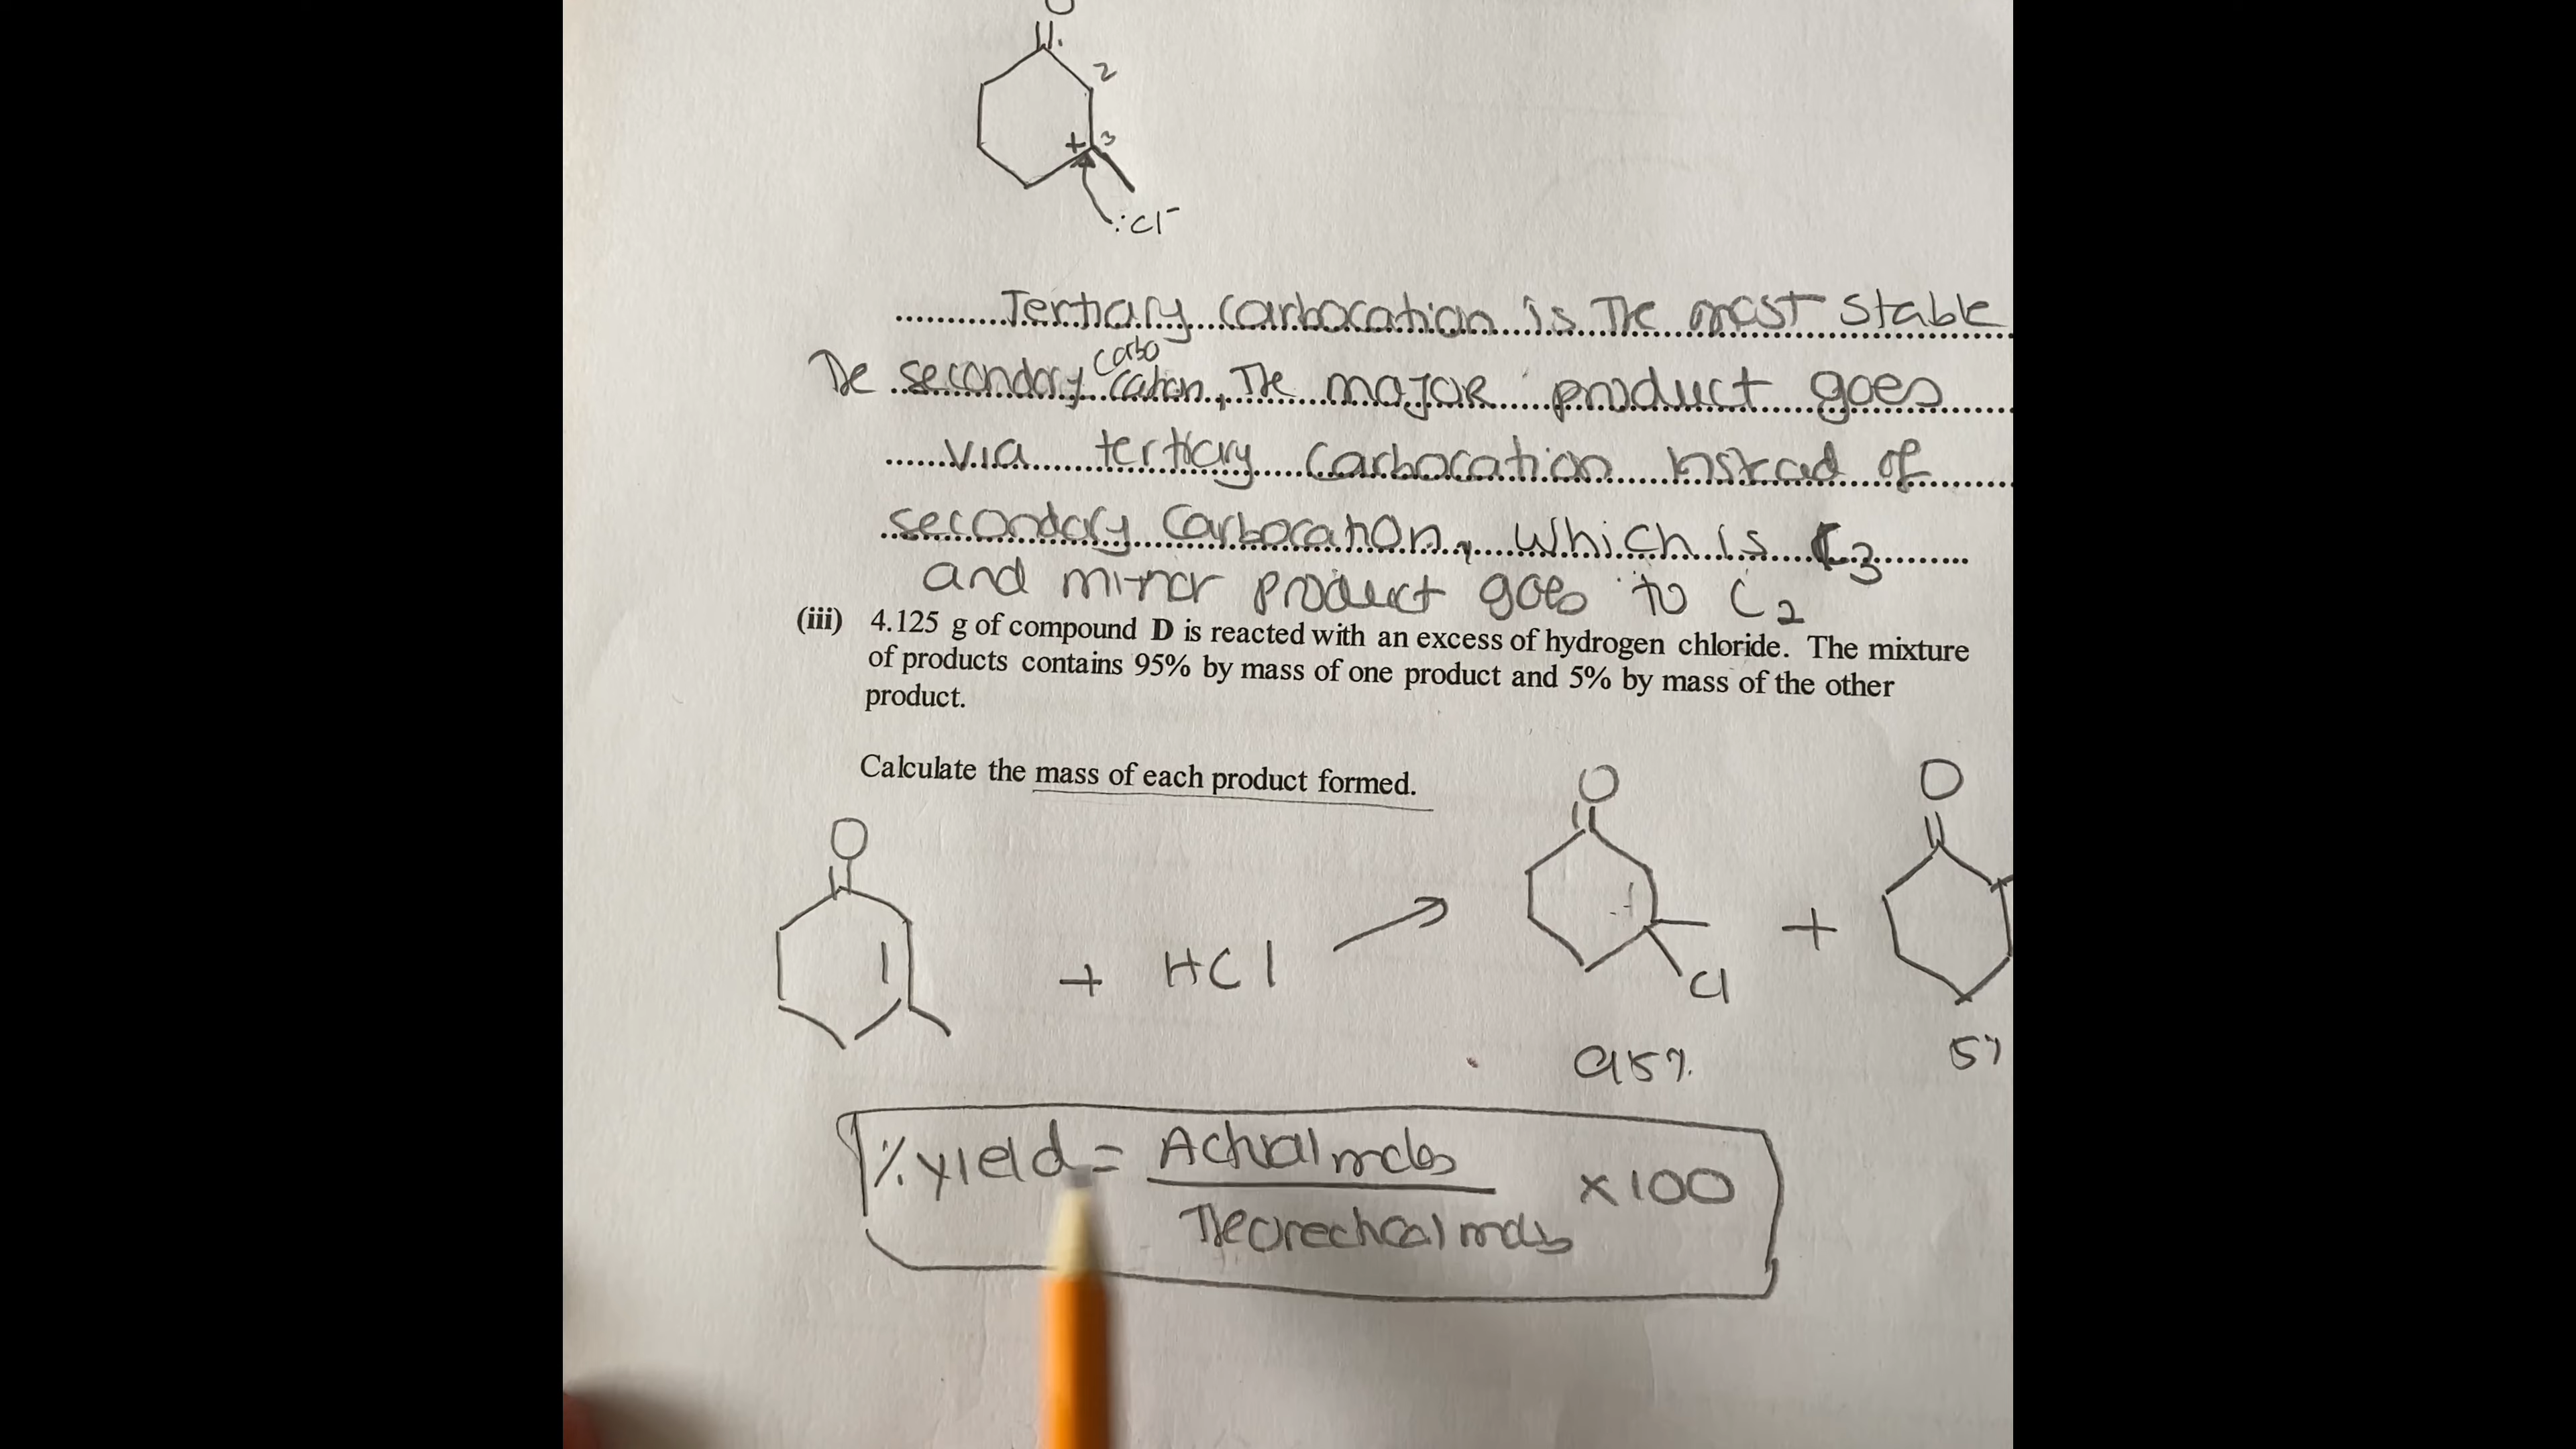 O
2
+ 3
:Cl⁻
Tertiary carbocation is The most stable
The secondary carbo cation, The major product goes
via tertiary carbocation instead of
secondary carbocation, which is C3
and minor product goes to C2
(iii) 4.125 g of compound D is reacted with an excess of hydrogen chloride. The mixture
of products contains 95% by mass of one product and 5% by mass of the other
product.
Calculate the mass of each product formed.
O + HCl → O Cl + O
95% 5%
% yield = Actual moles × 100
Theorectical moles